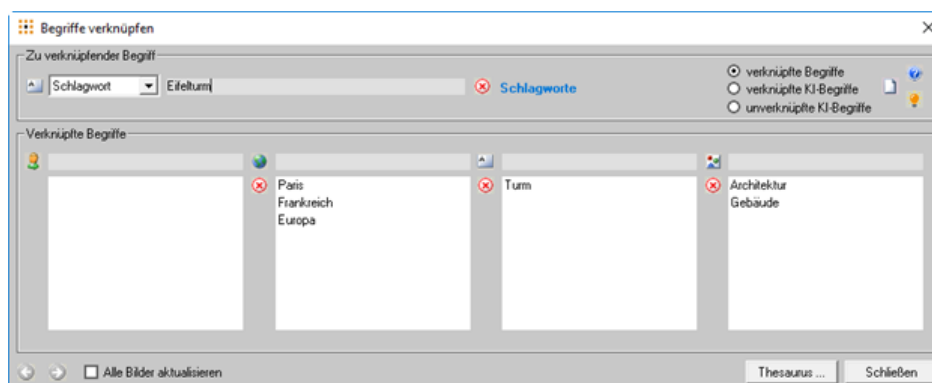 Begriffe verknüpfen
Zu verknüpfender Begriff
Schlagwort Eifelturm Schlagworte
verknüpfte Begriffe
verknüpfte KI-Begriffe
unverknüpfte KI-Begriffe
Verknüpfte Begriffe
Paris Turm Architektur
Frankreich Gebäude
Europa
Alle Bilder aktualisieren Thesaurus ... Schließen